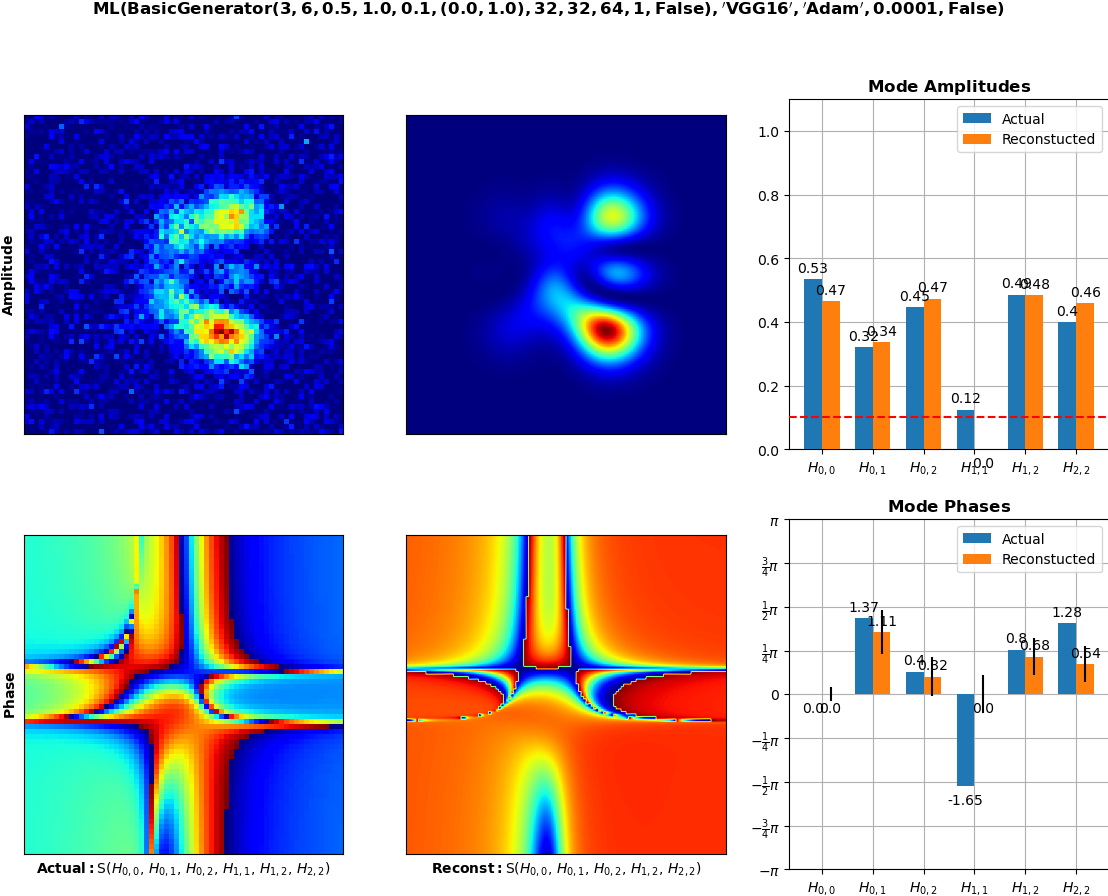 ML(BasicGenerator(3, 6, 0.5, 1.0, 0.1, (0.0, 1.0), 32, 32, 64, 1, False), 'VGG16', 'Adam', 0.0001, False)
Amplitude
Mode Amplitudes
Actual
Reconstucted
1.0
0.8
0.6
0.4
0.2
0.0
0.53
0.47
0.32
0.34
0.45
0.47
0.12
0.0
0.49
0.48
0.4
0.46
H0,0 H0,1 H0,2 H1,1 H1,2 H2,2
Phase
Actual: S(H0,0, H0,1, H0,2, H1,1, H1,2, H2,2)
Reconst: S(H0,0, H0,1, H0,2, H1,2, H2,2)
Mode Phases
Actual
Reconstucted
π
3/4π
1/2π
1/4π
0
−1/4π
−1/2π
−3/4π
−π
0.0
0.0
1.37
1.11
0.4
0.32
-1.65
0.0
0.8
0.68
1.28
0.54
H0,0 H0,1 H0,2 H1,1 H1,2 H2,2